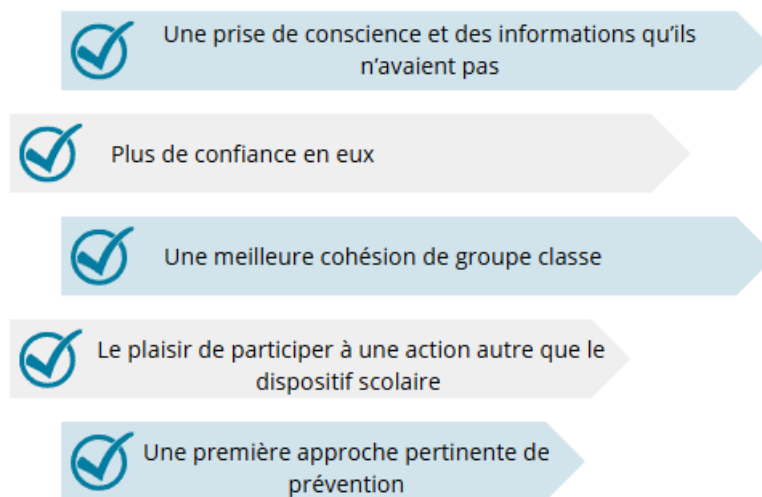 Une prise de conscience et des informations qu’ils
n’avaient pas
Plus de confiance en eux
Une meilleure cohésion de groupe classe
Le plaisir de participer à une action autre que le
dispositif scolaire
Une première approche pertinente de
prévention